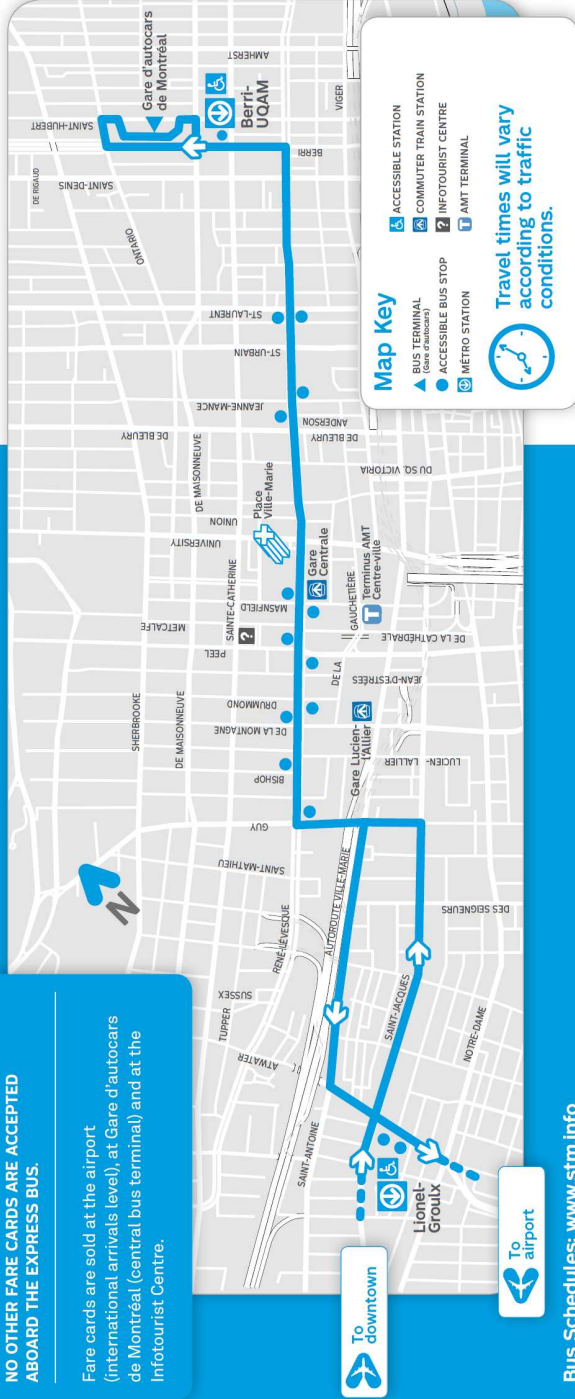 NO OTHER FARE CARDS ARE ACCEPTED
ABOARD THE EXPRESS BUS.
Fare cards are sold at the airport
(international arrivals level), at Gare d'autocars
de Montréal (central bus terminal) and at the
Infotourist Centre.
N
SHERBROOKE
DE MAISONNEUVE
TUPPER
SUSSEX
ATWATER
RENÉ-LÉVESQUE
SAINT-MATHIEU
GUY
BISHOP
DE LA MONTAGNE
DRUMMOND
PEEL
METCALFE
SAINTE-CATHERINE
?
MASNFIELD
UNIVERSITY
UNION
Place
Ville-Marie
DE MAISONNEUVE
DE BLEURY
JEANNE-MANCE
ST-URBAIN
ST-LAURENT
ONTARIO
SAINT-DENIS
DE RIGAUD
SAINT-HUBERT
Gare d'autocars
de Montréal
AMHERST
Berri-
UQAM
BERRI
VIGER
ANDERSON
DE BLEURY
DU SQ. VICTORIA
Gare
Centrale
GAUCHETIÈRE
T
Terminus AMT
Centre-ville
DE LA
DE LA CATHÉDRALE
JEAN-D'ESTRÉES
Gare Lucien-
l'Allier
LUCIEN-LALLIER
AUTOROUTE VILLE-MARIE
DES SEIGNEURS
SAINT-JACQUES
NOTRE-DAME
SAINT-ANTOINE
Lionel-
Groulx
To
downtown
To
airport
Map Key
BUS TERMINAL
(Gare d'autocars)
ACCESSIBLE BUS STOP
MÉTRO STATION
ACCESSIBLE STATION
COMMUTER TRAIN STATION
? INFOTOURIST CENTRE
T AMT TERMINAL
Travel times will vary
according to traffic
conditions.
Bus Schedules: www.stm.info